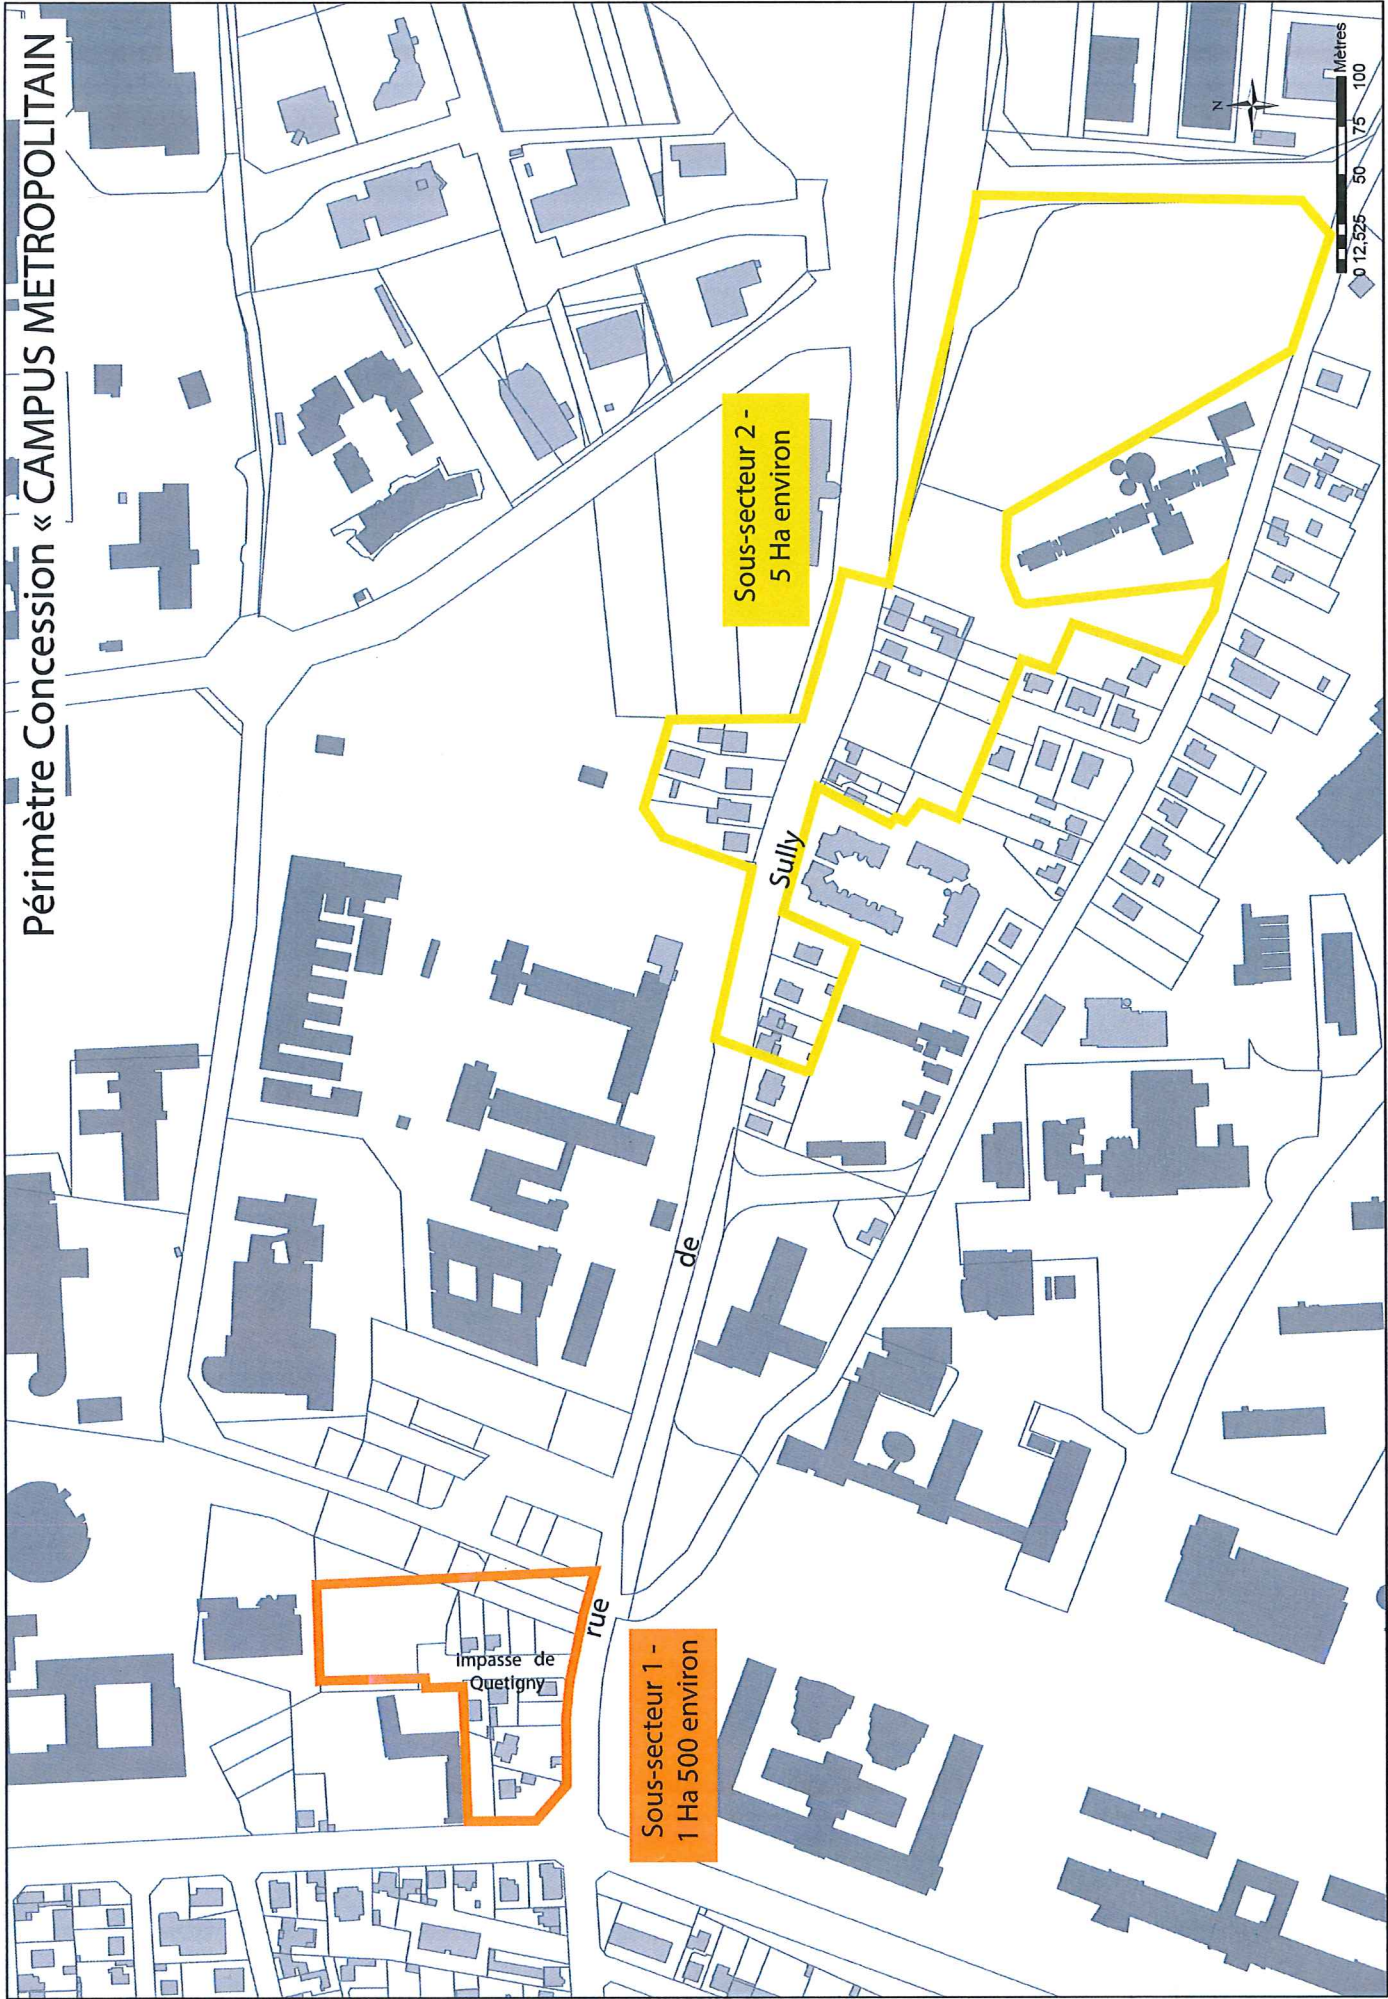 Périmètre Concession « CAMPUS METROPOLITAIN
Sous-secteur 2 -
5 Ha environ
Sully
de
rue
Impasse de
Quetigny
Sous-secteur 1 -
1 Ha 500 environ
N
0 12,525 50 75 100
Mètres